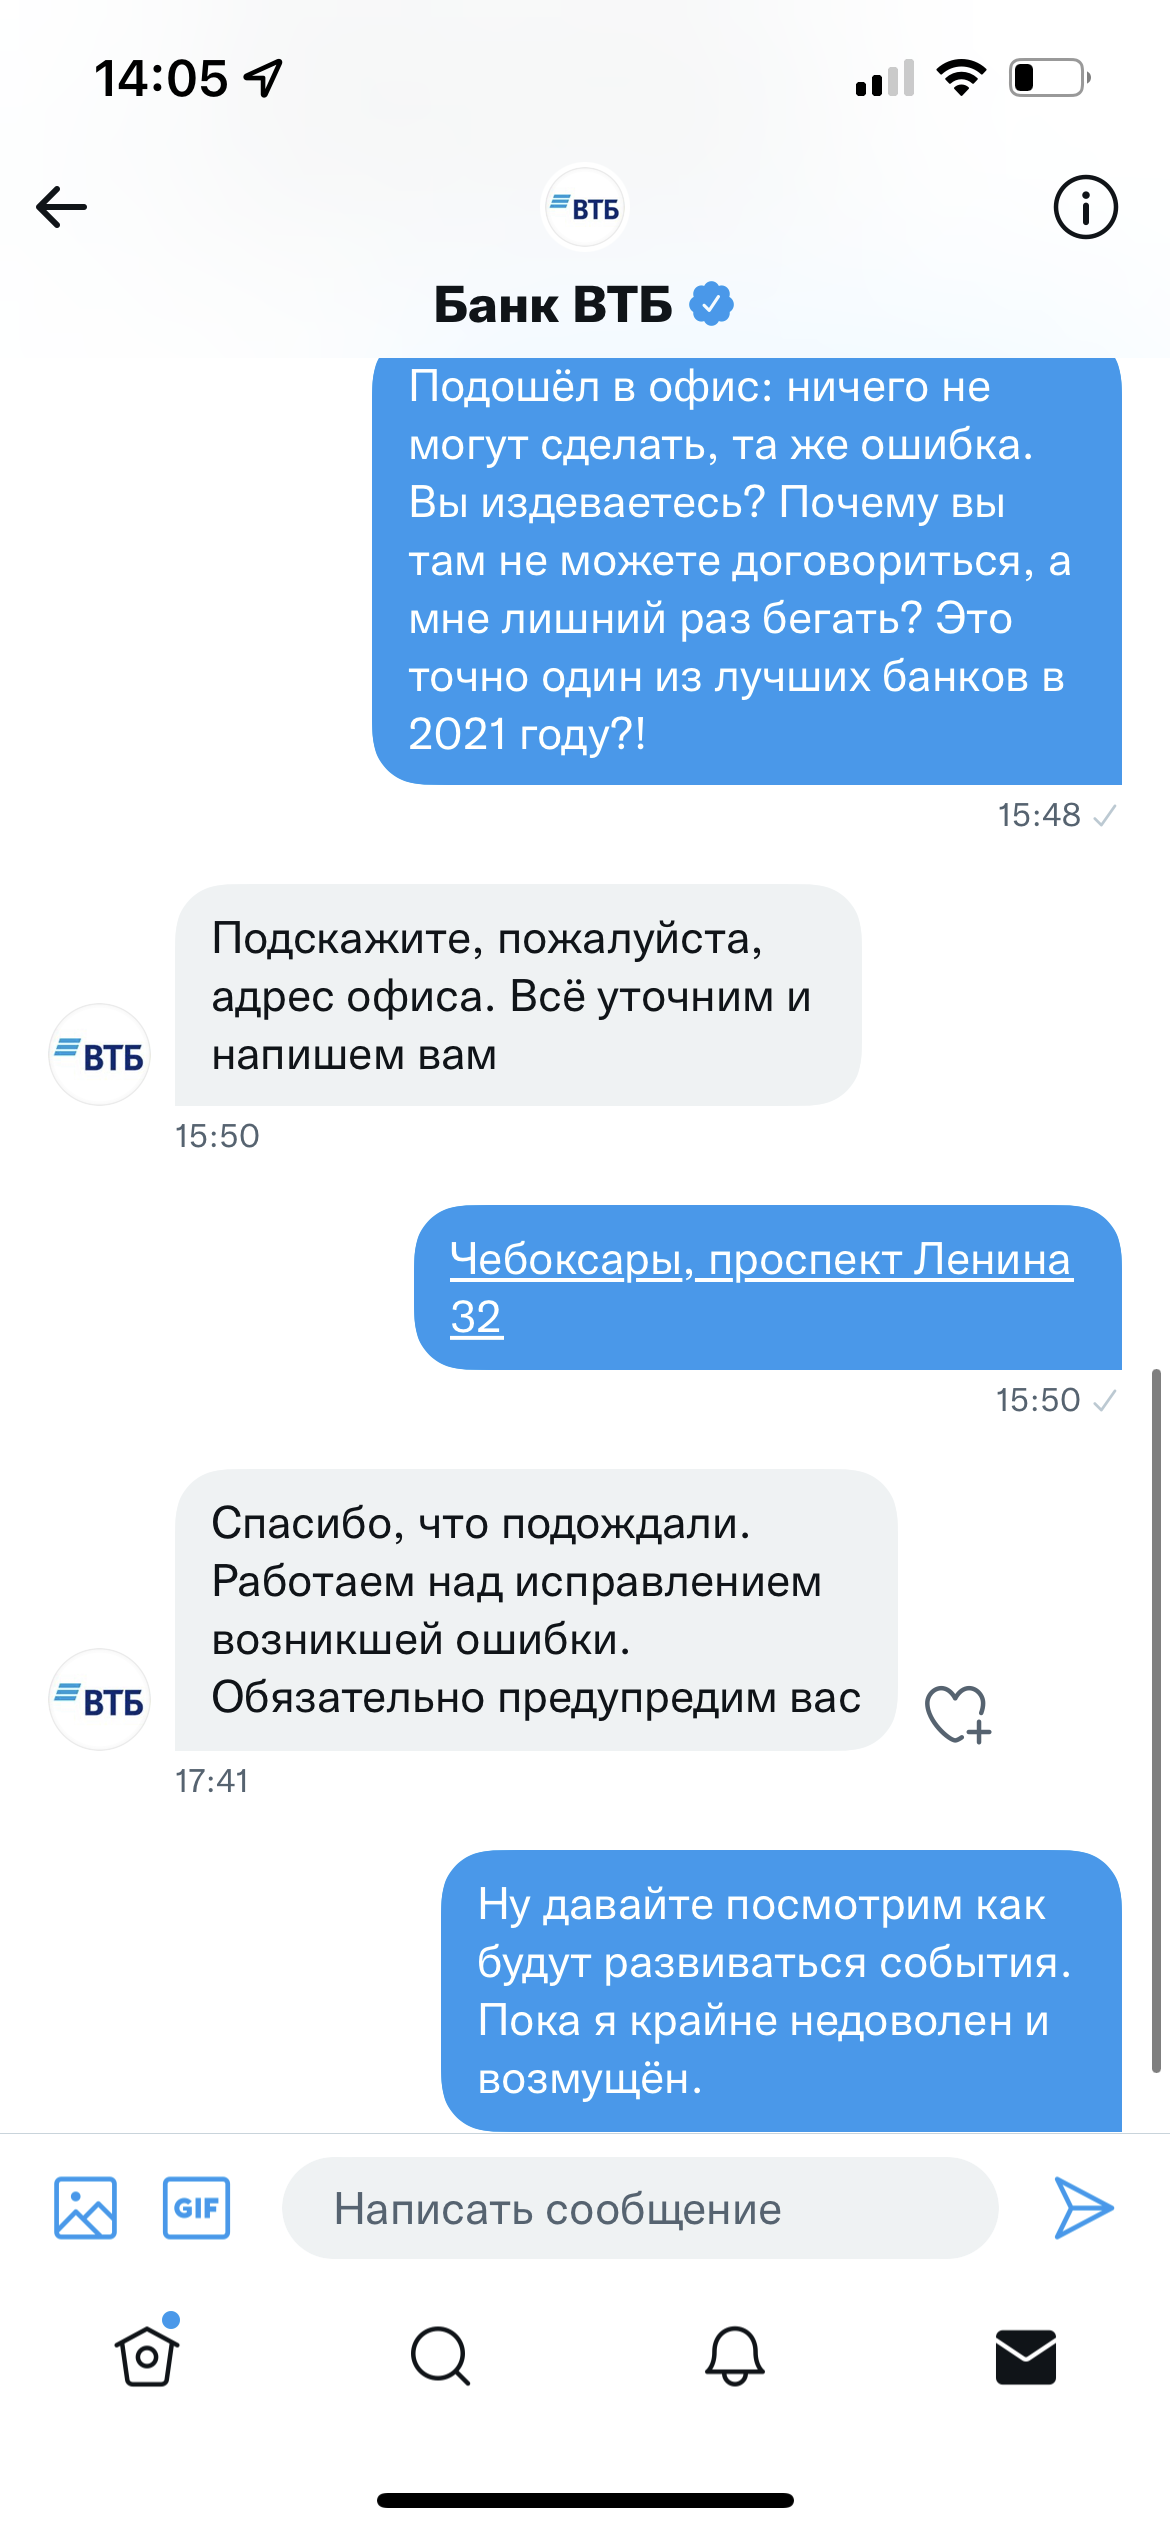 14:05
ВТБ
Банк ВТБ
Подошёл в офис: ничего не
могут сделать, та же ошибка.
Вы издеваетесь? Почему вы
там не можете договориться, а
мне лишний раз бегать? Это
точно один из лучших банков в
2021 году?!
15:48
Подскажите, пожалуйста,
адрес офиса. Всё уточним и
напишем вам
ВТБ
15:50
Чебоксары, проспект Ленина
32
15:50
Спасибо, что подождали.
Работаем над исправлением
возникшей ошибки.
Обязательно предупредим вас
ВТБ
17:41
Ну давайте посмотрим как
будут развиваться события.
Пока я крайне недоволен и
возмущён.
GIF
Написать сообщение